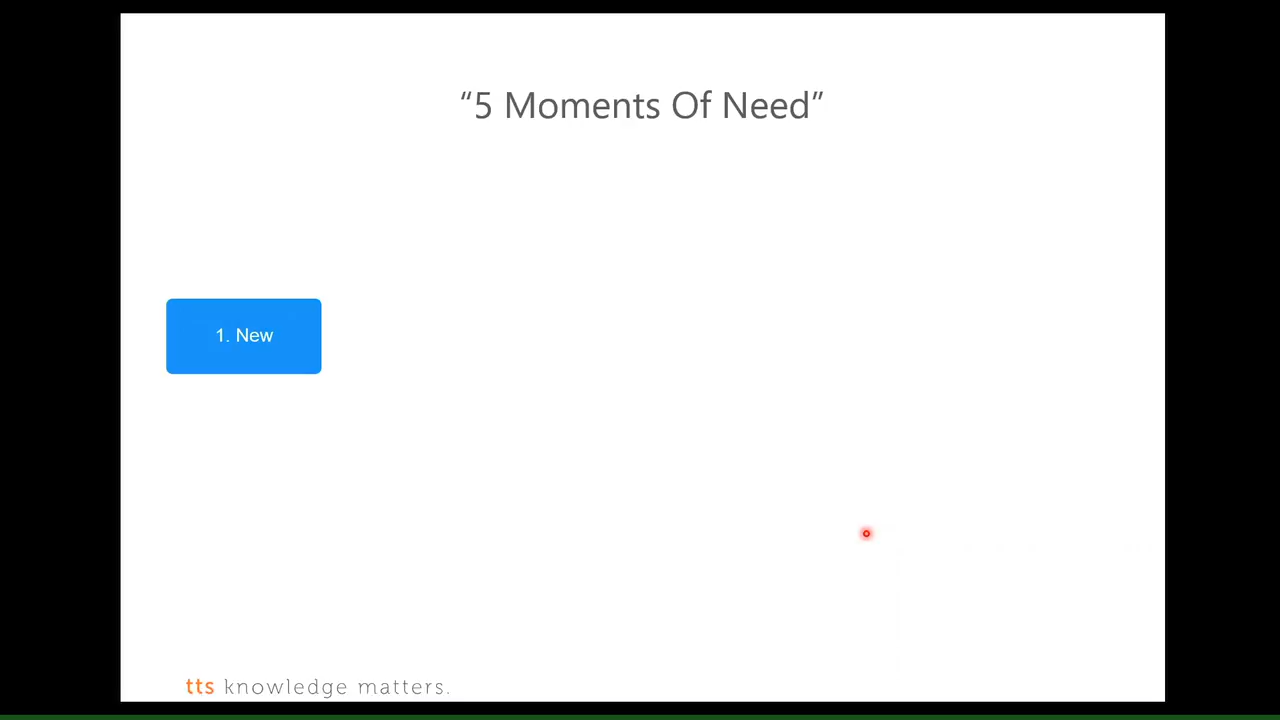 “5 Moments Of Need”
1. New
tts knowledge matters.